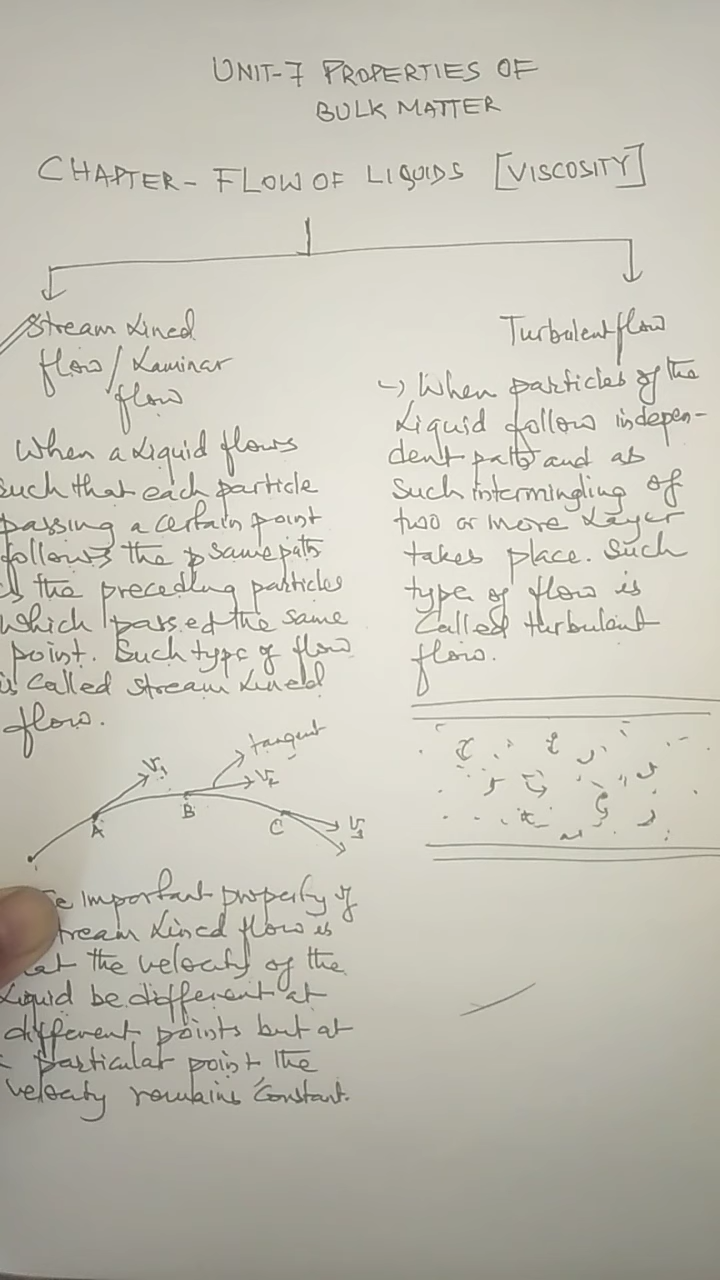 UNIT-7 PROPERTIES OF
BULK MATTER
CHAPTER- FLOW OF LIQUIDS [VISCOSITY]
Stream Lined
flow/Laminar
flow
When a Liquid flows
such that each particle
passing a certain point
follows the same path
the preceding particles
which passed the same
point. Such type of flow
is called stream Lined
flow.
V1
tangent
V2
A
B
C
V3
important property of
stream Lined flow is
the velocity of the
Liquid be different at
different points but at
particular point the
velocity remains constant.
Turbulent flow
→ When particles of the
Liquid follow indepen-
dent path and as
such intermingling of
two or more Layer
takes place. Such
type of flow is
called turbulent
flow.